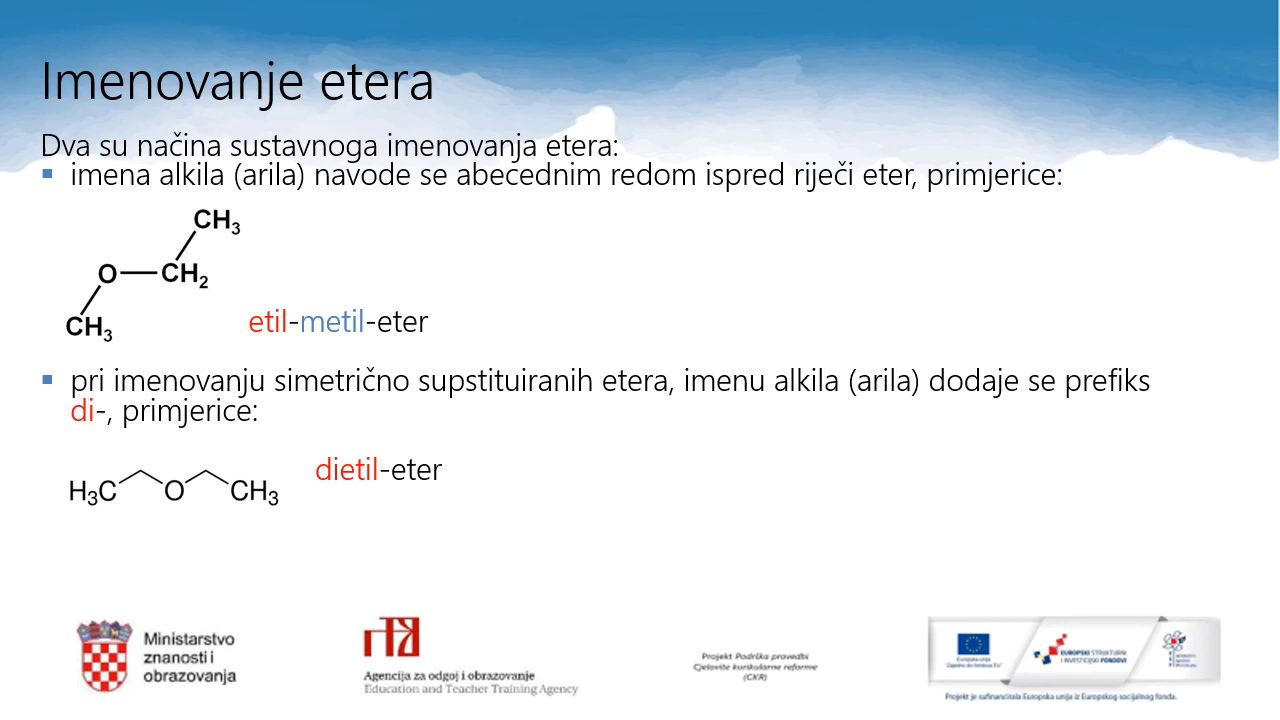 Imenovanje etera
Dva su načina sustavnoga imenovanja etera:
▪ imena alkila (arila) navode se abecednim redom ispred riječi eter, primjerice:
CH3
O—CH2
CH3
etil-metil-eter
▪ pri imenovanju simetrično supstituiranih etera, imenu alkila (arila) dodaje se prefiks
di-, primjerice:
dietil-eter
H3C O CH3
Ministarstvo
znanosti i
obrazovanja
Agencija za odgoj i obrazovanje
Education and Teacher Training Agency
Projekt Podrška provedbi
Cjelovite kurikularne reforme
(CKR)
Europska unija
EUROPSKI STRUKTURNI
I INVESTICIJSKI FONDOVI
Projekt je sufinancirala Europska unija iz Europskog socijalnog fonda.